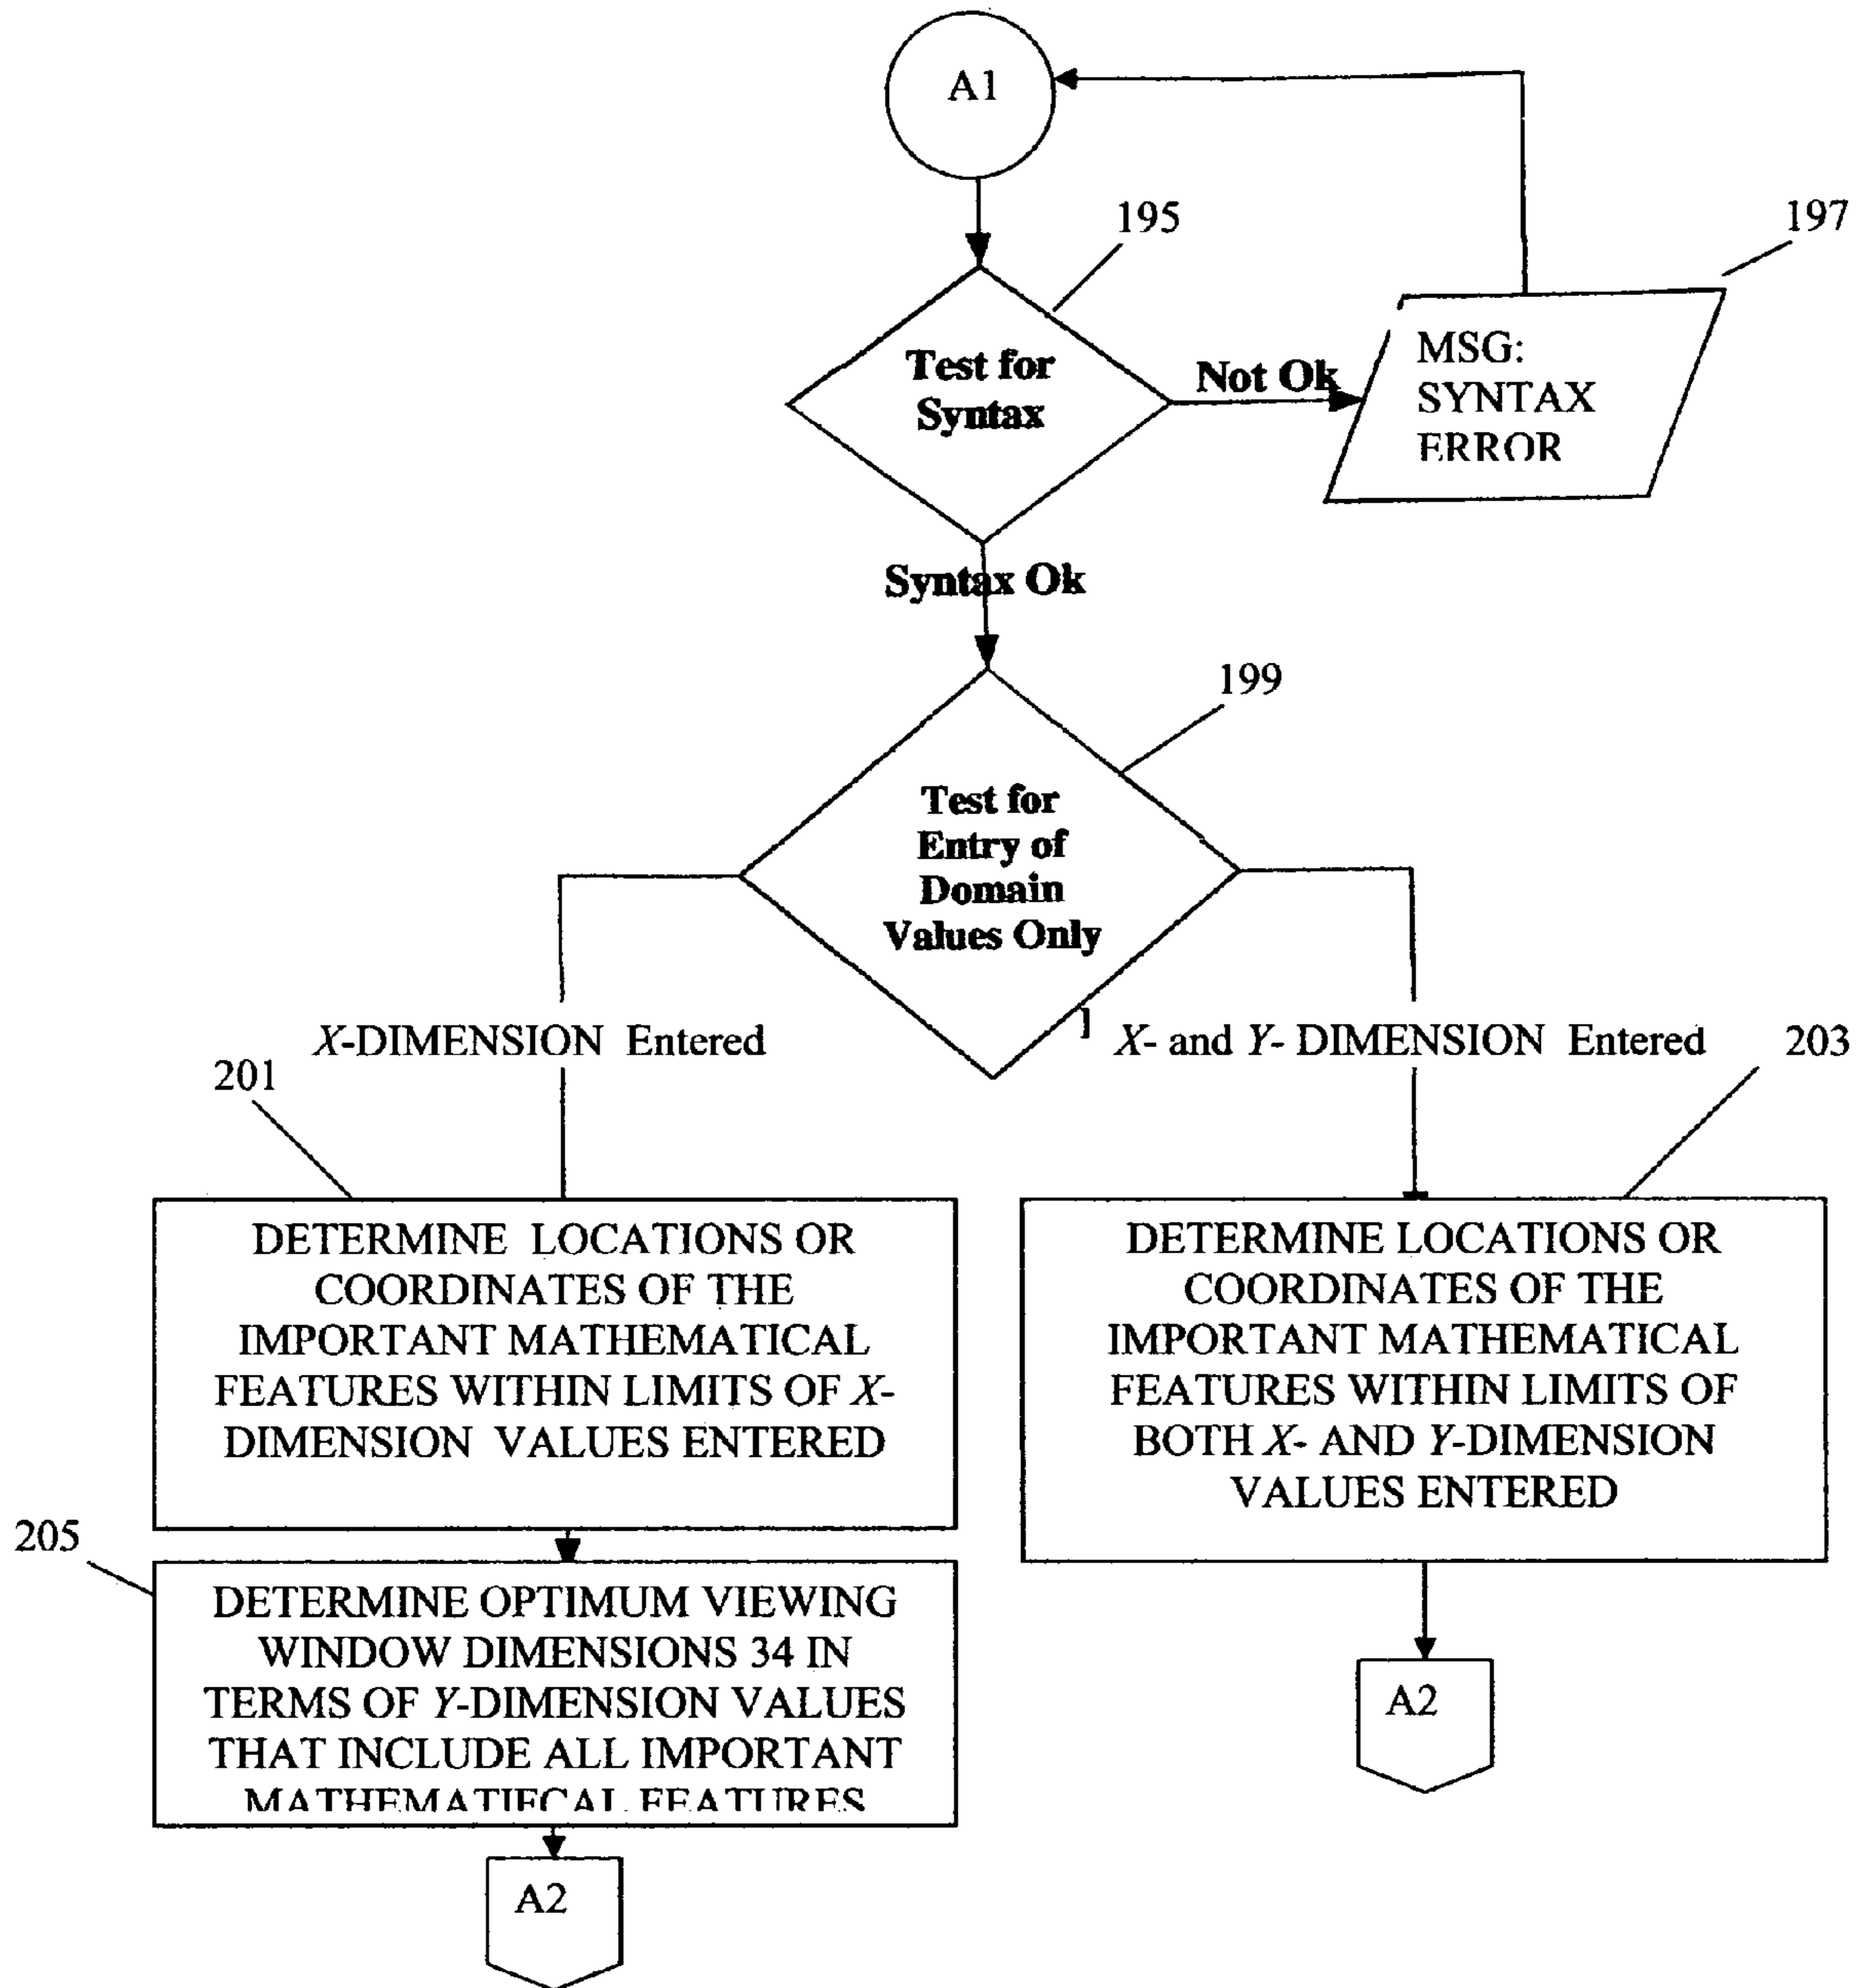 A1
195
197
Test for
Syntax
Not Ok
MSG:
SYNTAX
ERROR
Syntax Ok
199
Test for
Entry of
Domain
Values Only
]
X-DIMENSION Entered
X- and Y- DIMENSION Entered
203
201
DETERMINE LOCATIONS OR
COORDINATES OF THE
IMPORTANT MATHEMATICAL
FEATURES WITHIN LIMITS OF X-
DIMENSION VALUES ENTERED
DETERMINE LOCATIONS OR
COORDINATES OF THE
IMPORTANT MATHEMATICAL
FEATURES WITHIN LIMITS OF
BOTH X- AND Y-DIMENSION
VALUES ENTERED
205
DETERMINE OPTIMUM VIEWING
WINDOW DIMENSIONS 34 IN
TERMS OF Y-DIMENSION VALUES
THAT INCLUDE ALL IMPORTANT
MATHEMATIFCAL FEATURES
A2
A2